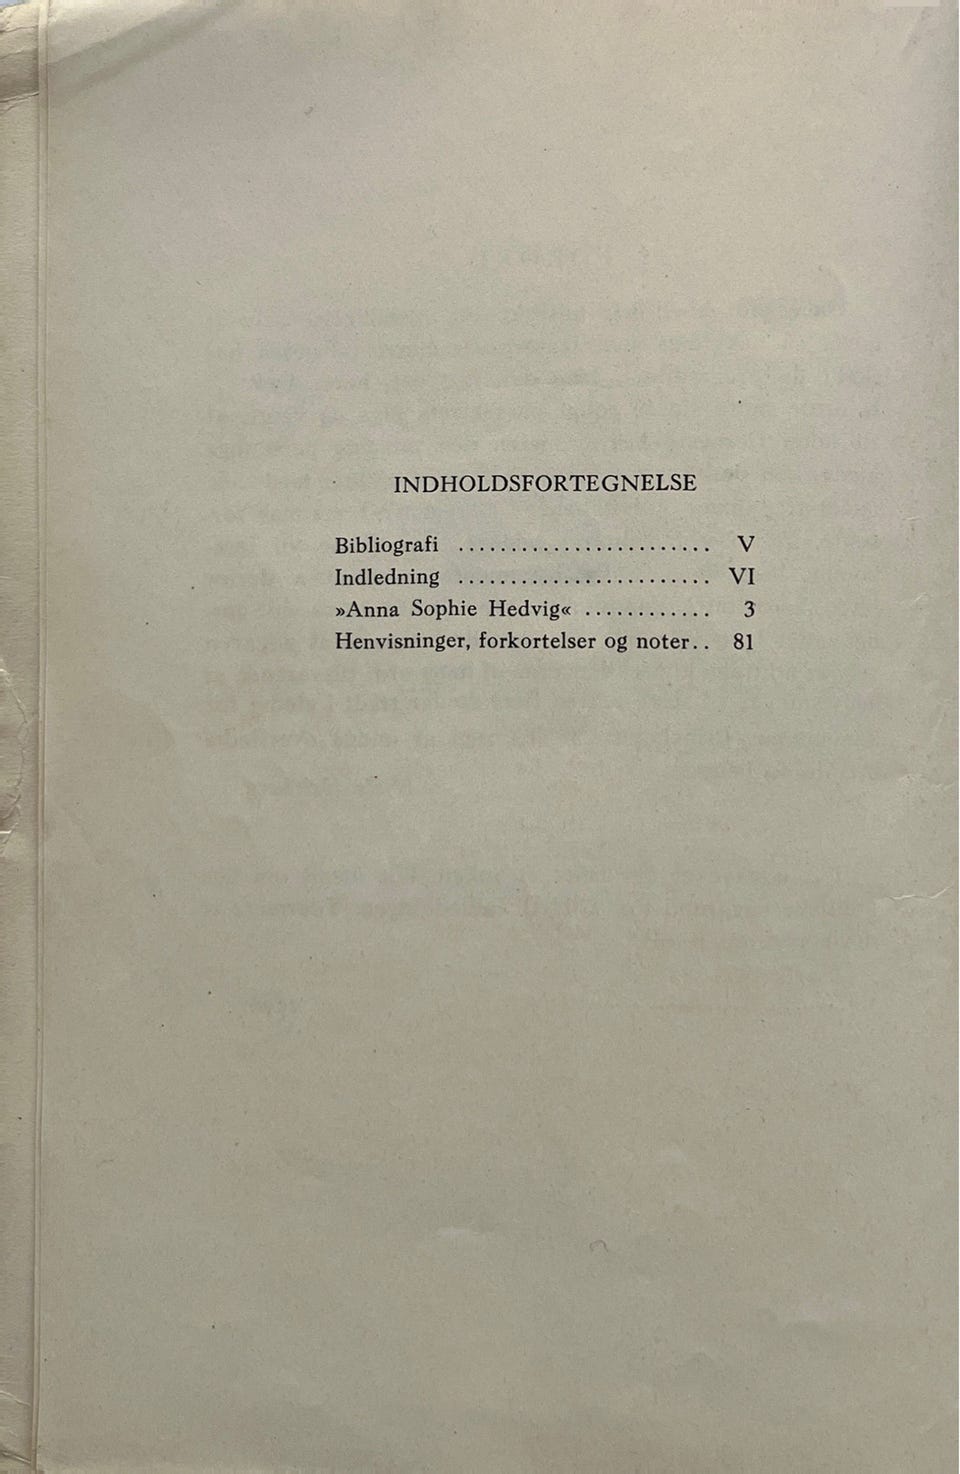 INDHOLDSFORTEGNELSE
Bibliografi ........................ V
Indledning ........................ VI
»Anna Sophie Hedvig« ............ 3
Henvisninger, forkortelser og noter.. 81